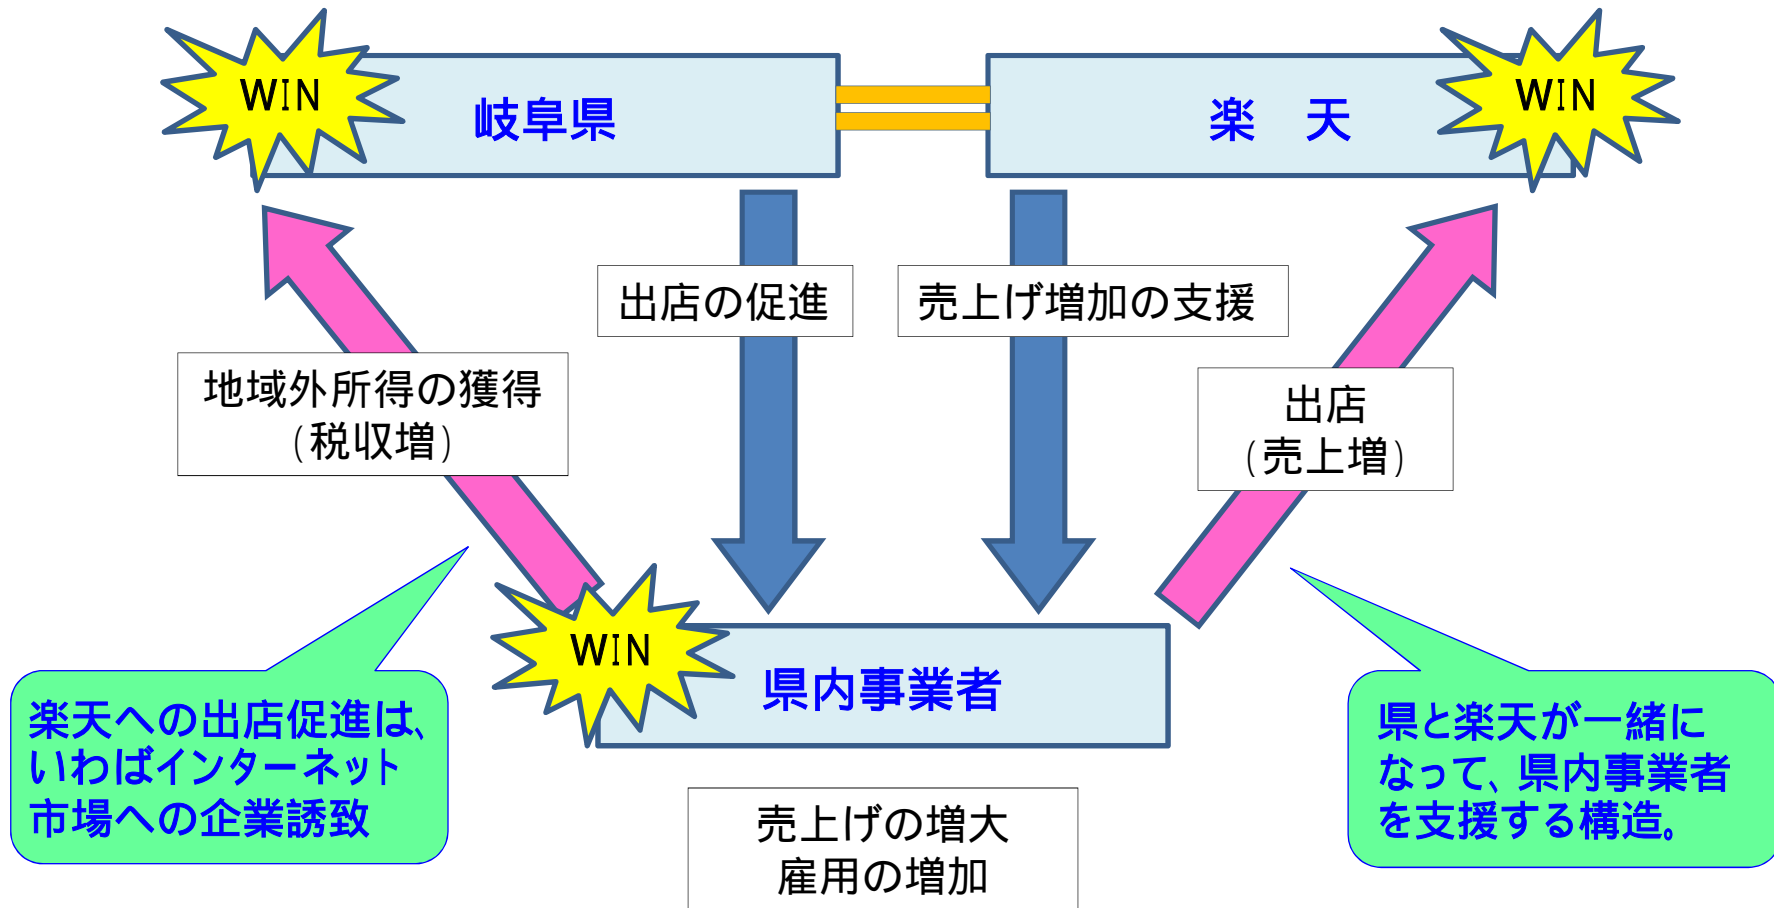 WIN
岐阜県
楽　天
WIN
出店の促進
売上げ増加の支援
地域外所得の獲得
(税収増)
出店
(売上増)
WIN
県内事業者
楽天への出店促進は、
いわばインターネット
市場への企業誘致
県と楽天が一緒に
なって、県内事業者
を支援する構造。
売上げの増大
雇用の増加